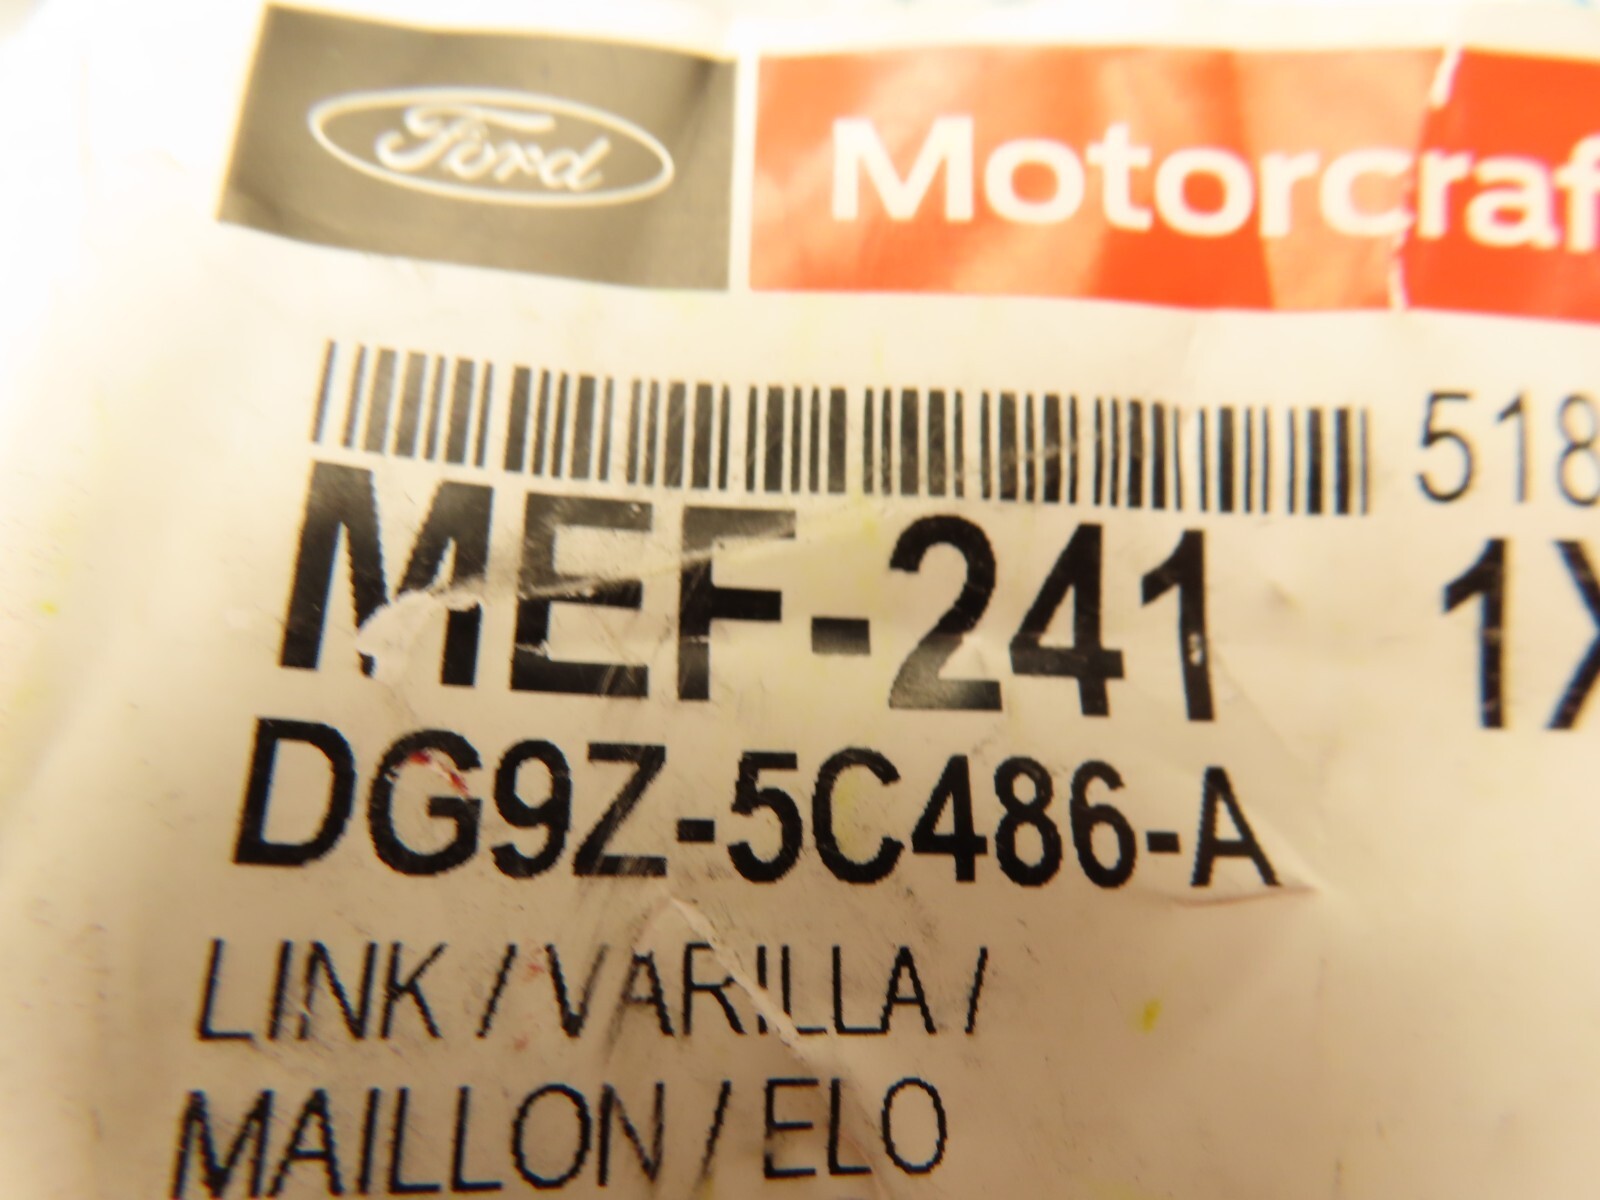 Ford Motorcraf
518
MEF-241 1X
DG9Z-5C486-A
LINK / VARILLA /
MAILLON / ELO